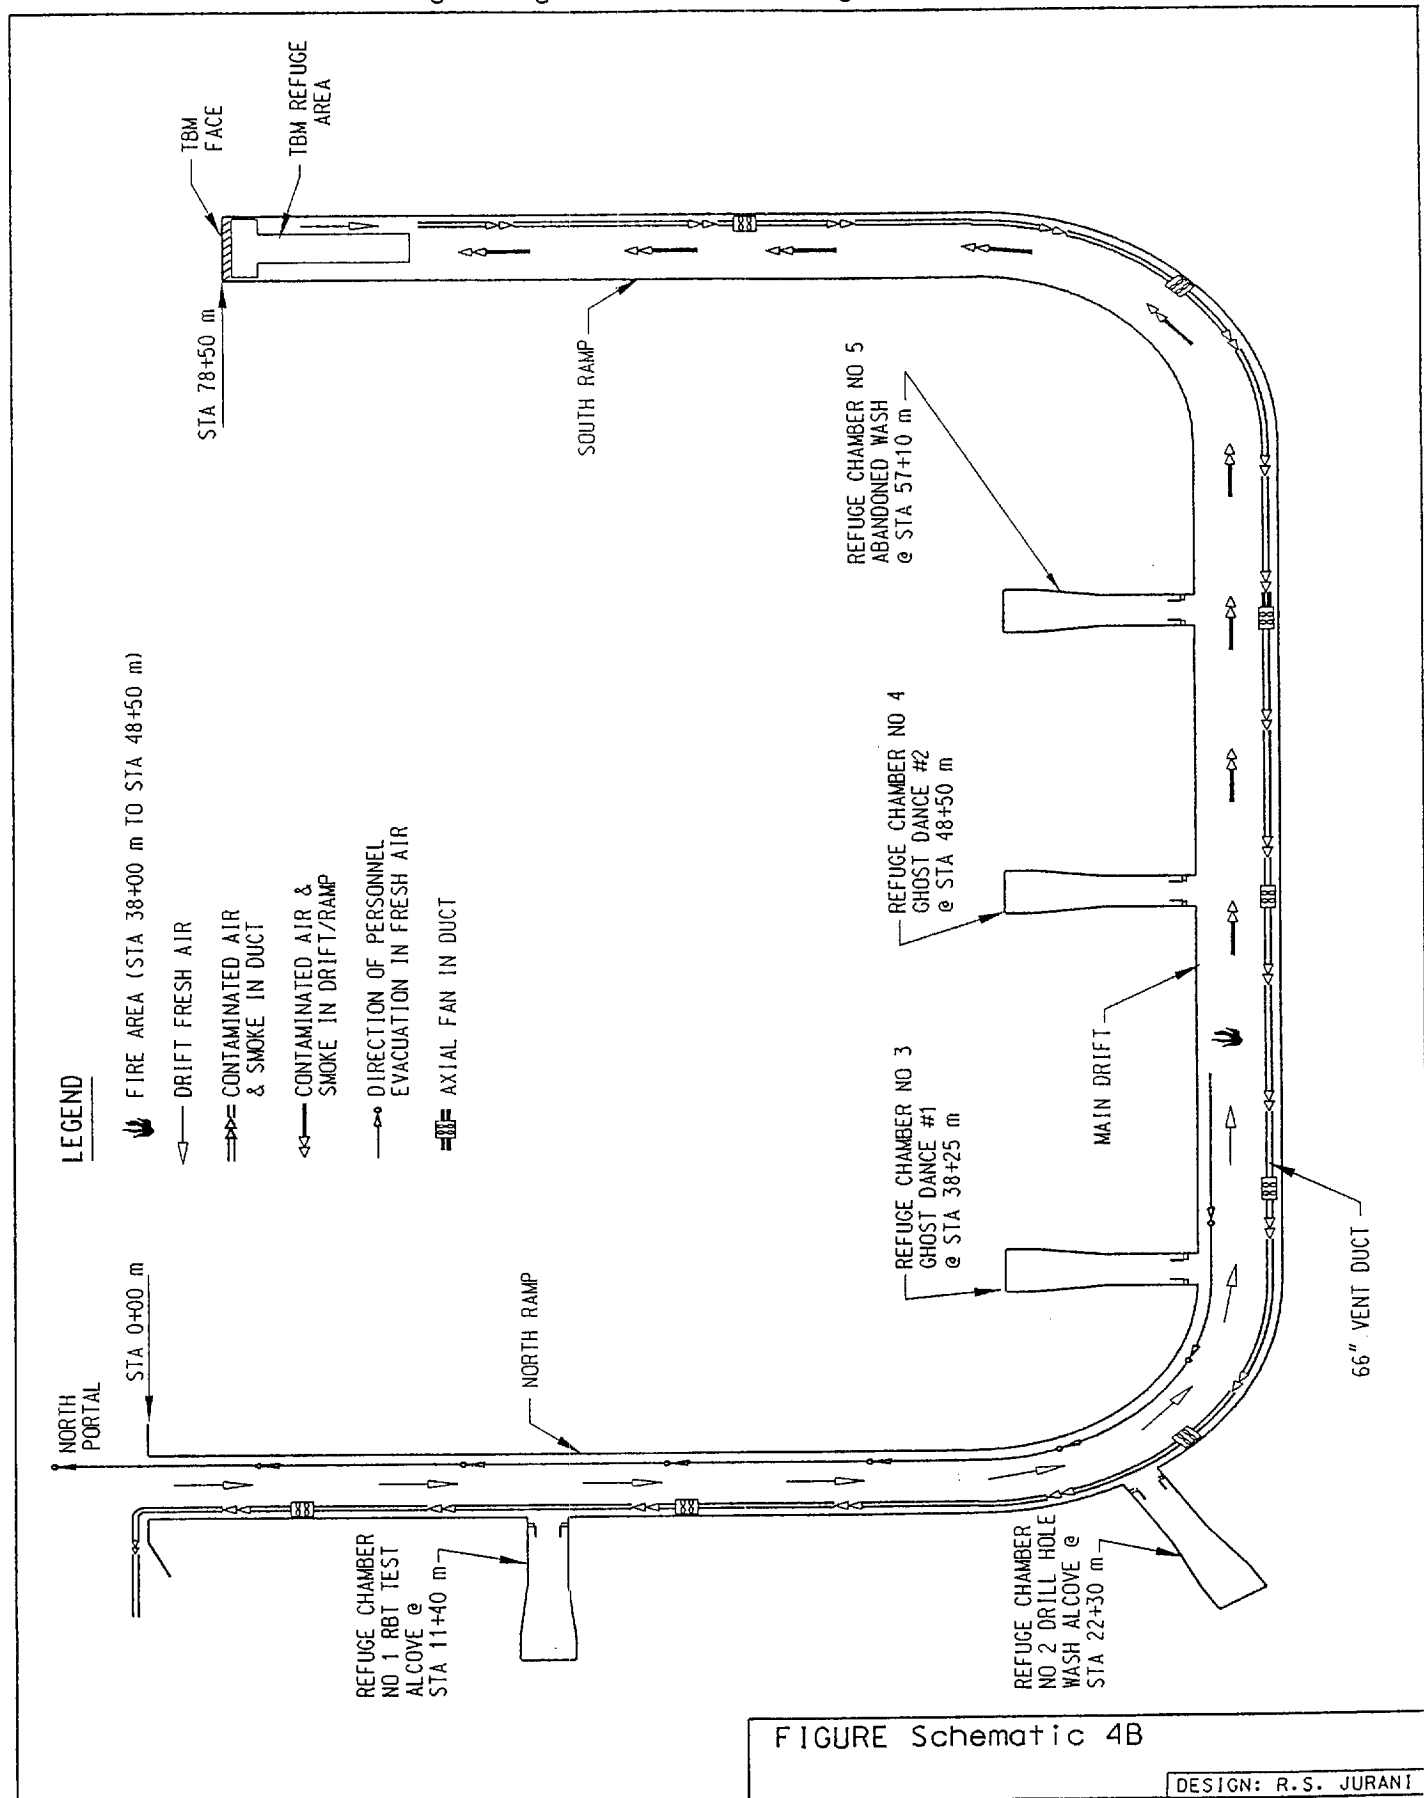 LEGEND
FIRE AREA (STA 38+00 m TO STA 48+50 m)
DRIFT FRESH AIR
CONTAMINATED AIR
& SMOKE IN DUCT
CONTAMINATED AIR &
SMOKE IN DRIFT/RAMP
DIRECTION OF PERSONNEL
EVACUATION IN FRESH AIR
AXIAL FAN IN DUCT
TBM
FACE
TBM REFUGE
AREA
STA 78+50 m
SOUTH RAMP
REFUGE CHAMBER NO 5
ABANDONED WASH
@ STA 57+10 m
REFUGE CHAMBER NO 4
GHOST DANCE #2
@ STA 48+50 m
MAIN DRIFT
REFUGE CHAMBER NO 3
GHOST DANCE #1
@ STA 38+25 m
66" VENT DUCT
NORTH
PORTAL
STA 0+00 m
NORTH RAMP
REFUGE CHAMBER
NO 1 RBT TEST
ALCOVE @
STA 11+40 m
REFUGE CHAMBER
NO 2 DRILL HOLE
WASH ALCOVE @
STA 22+30 m
FIGURE Schematic 4B
DESIGN: R.S. JURANI